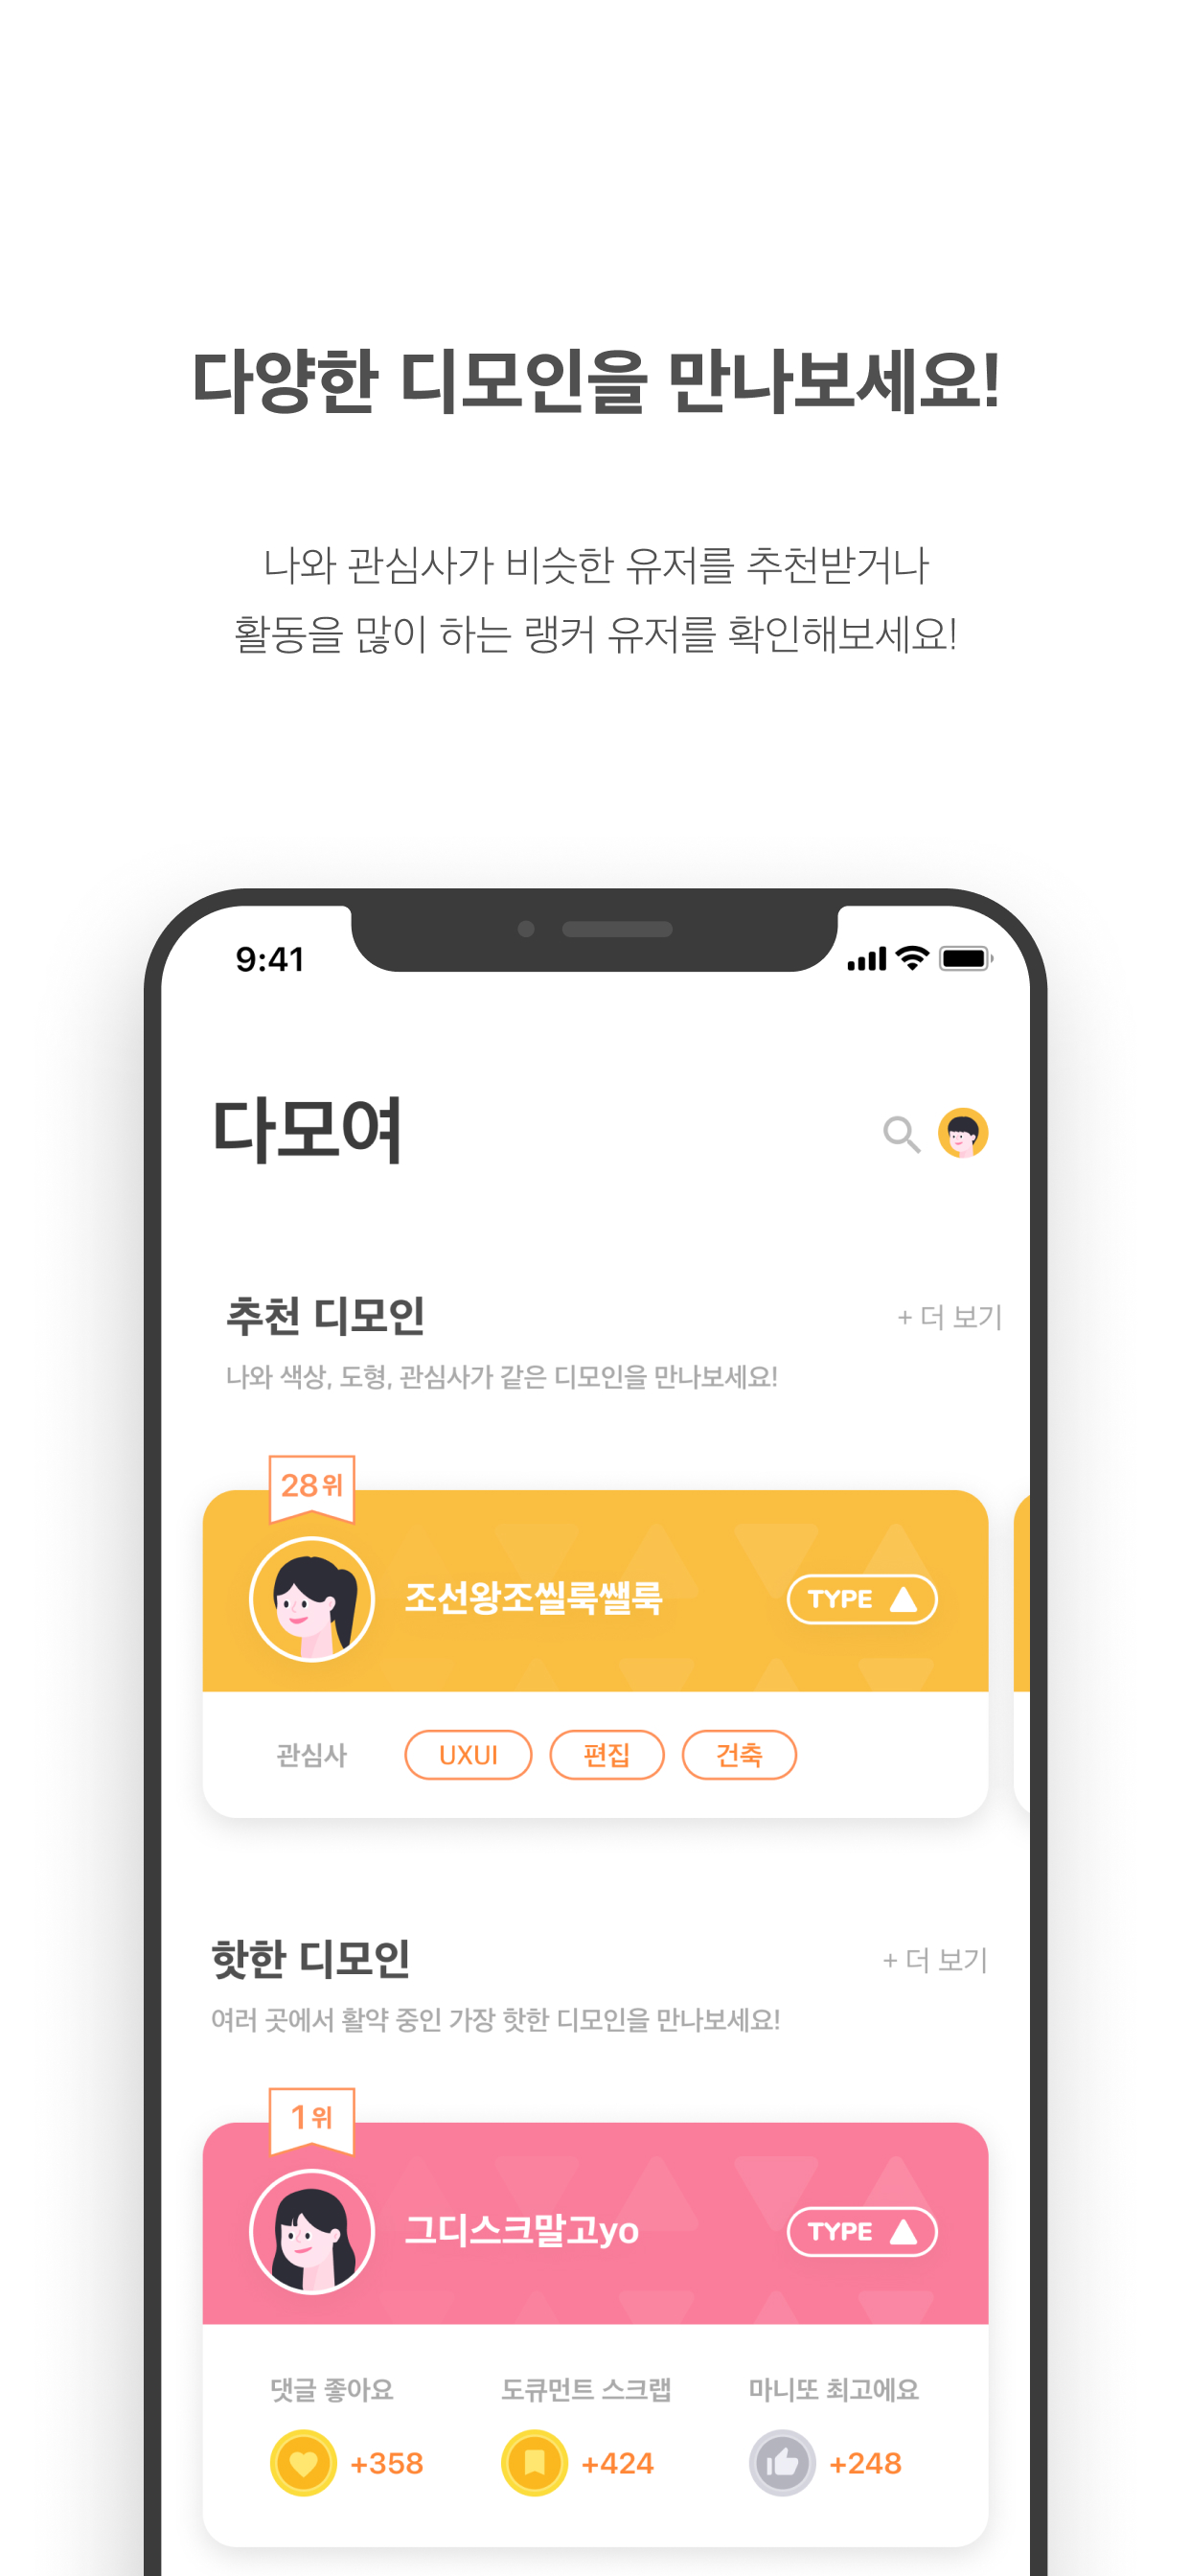 다양한 디모인을 만나보세요!
나와 관심사가 비슷한 유저를 추천받거나
활동을 많이 하는 랭커 유저를 확인해보세요!
9:41
다모여
추천 디모인
+ 더 보기
나와 색상, 도형, 관심사가 같은 디모인을 만나보세요!
28 위
조선왕조씰룩쌜룩
TYPE
관심사
UXUI
편집
건축
핫한 디모인
+ 더 보기
여러 곳에서 활약 중인 가장 핫한 디모인을 만나보세요!
1 위
그디스크말고yo
TYPE
댓글 좋아요
도큐먼트 스크랩
마니또 최고에요
+358
+424
+248